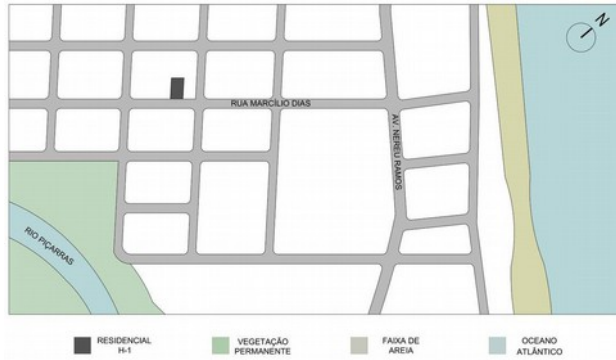 N
RUA MARCÍLIO DIAS
AV. NEREU RAMOS
RIO PIÇARRAS
RESIDENCIAL
H-1
VEGETAÇÃO
PERMANENTE
FAIXA DE
AREIA
OCEANO
ATLÂNTICO